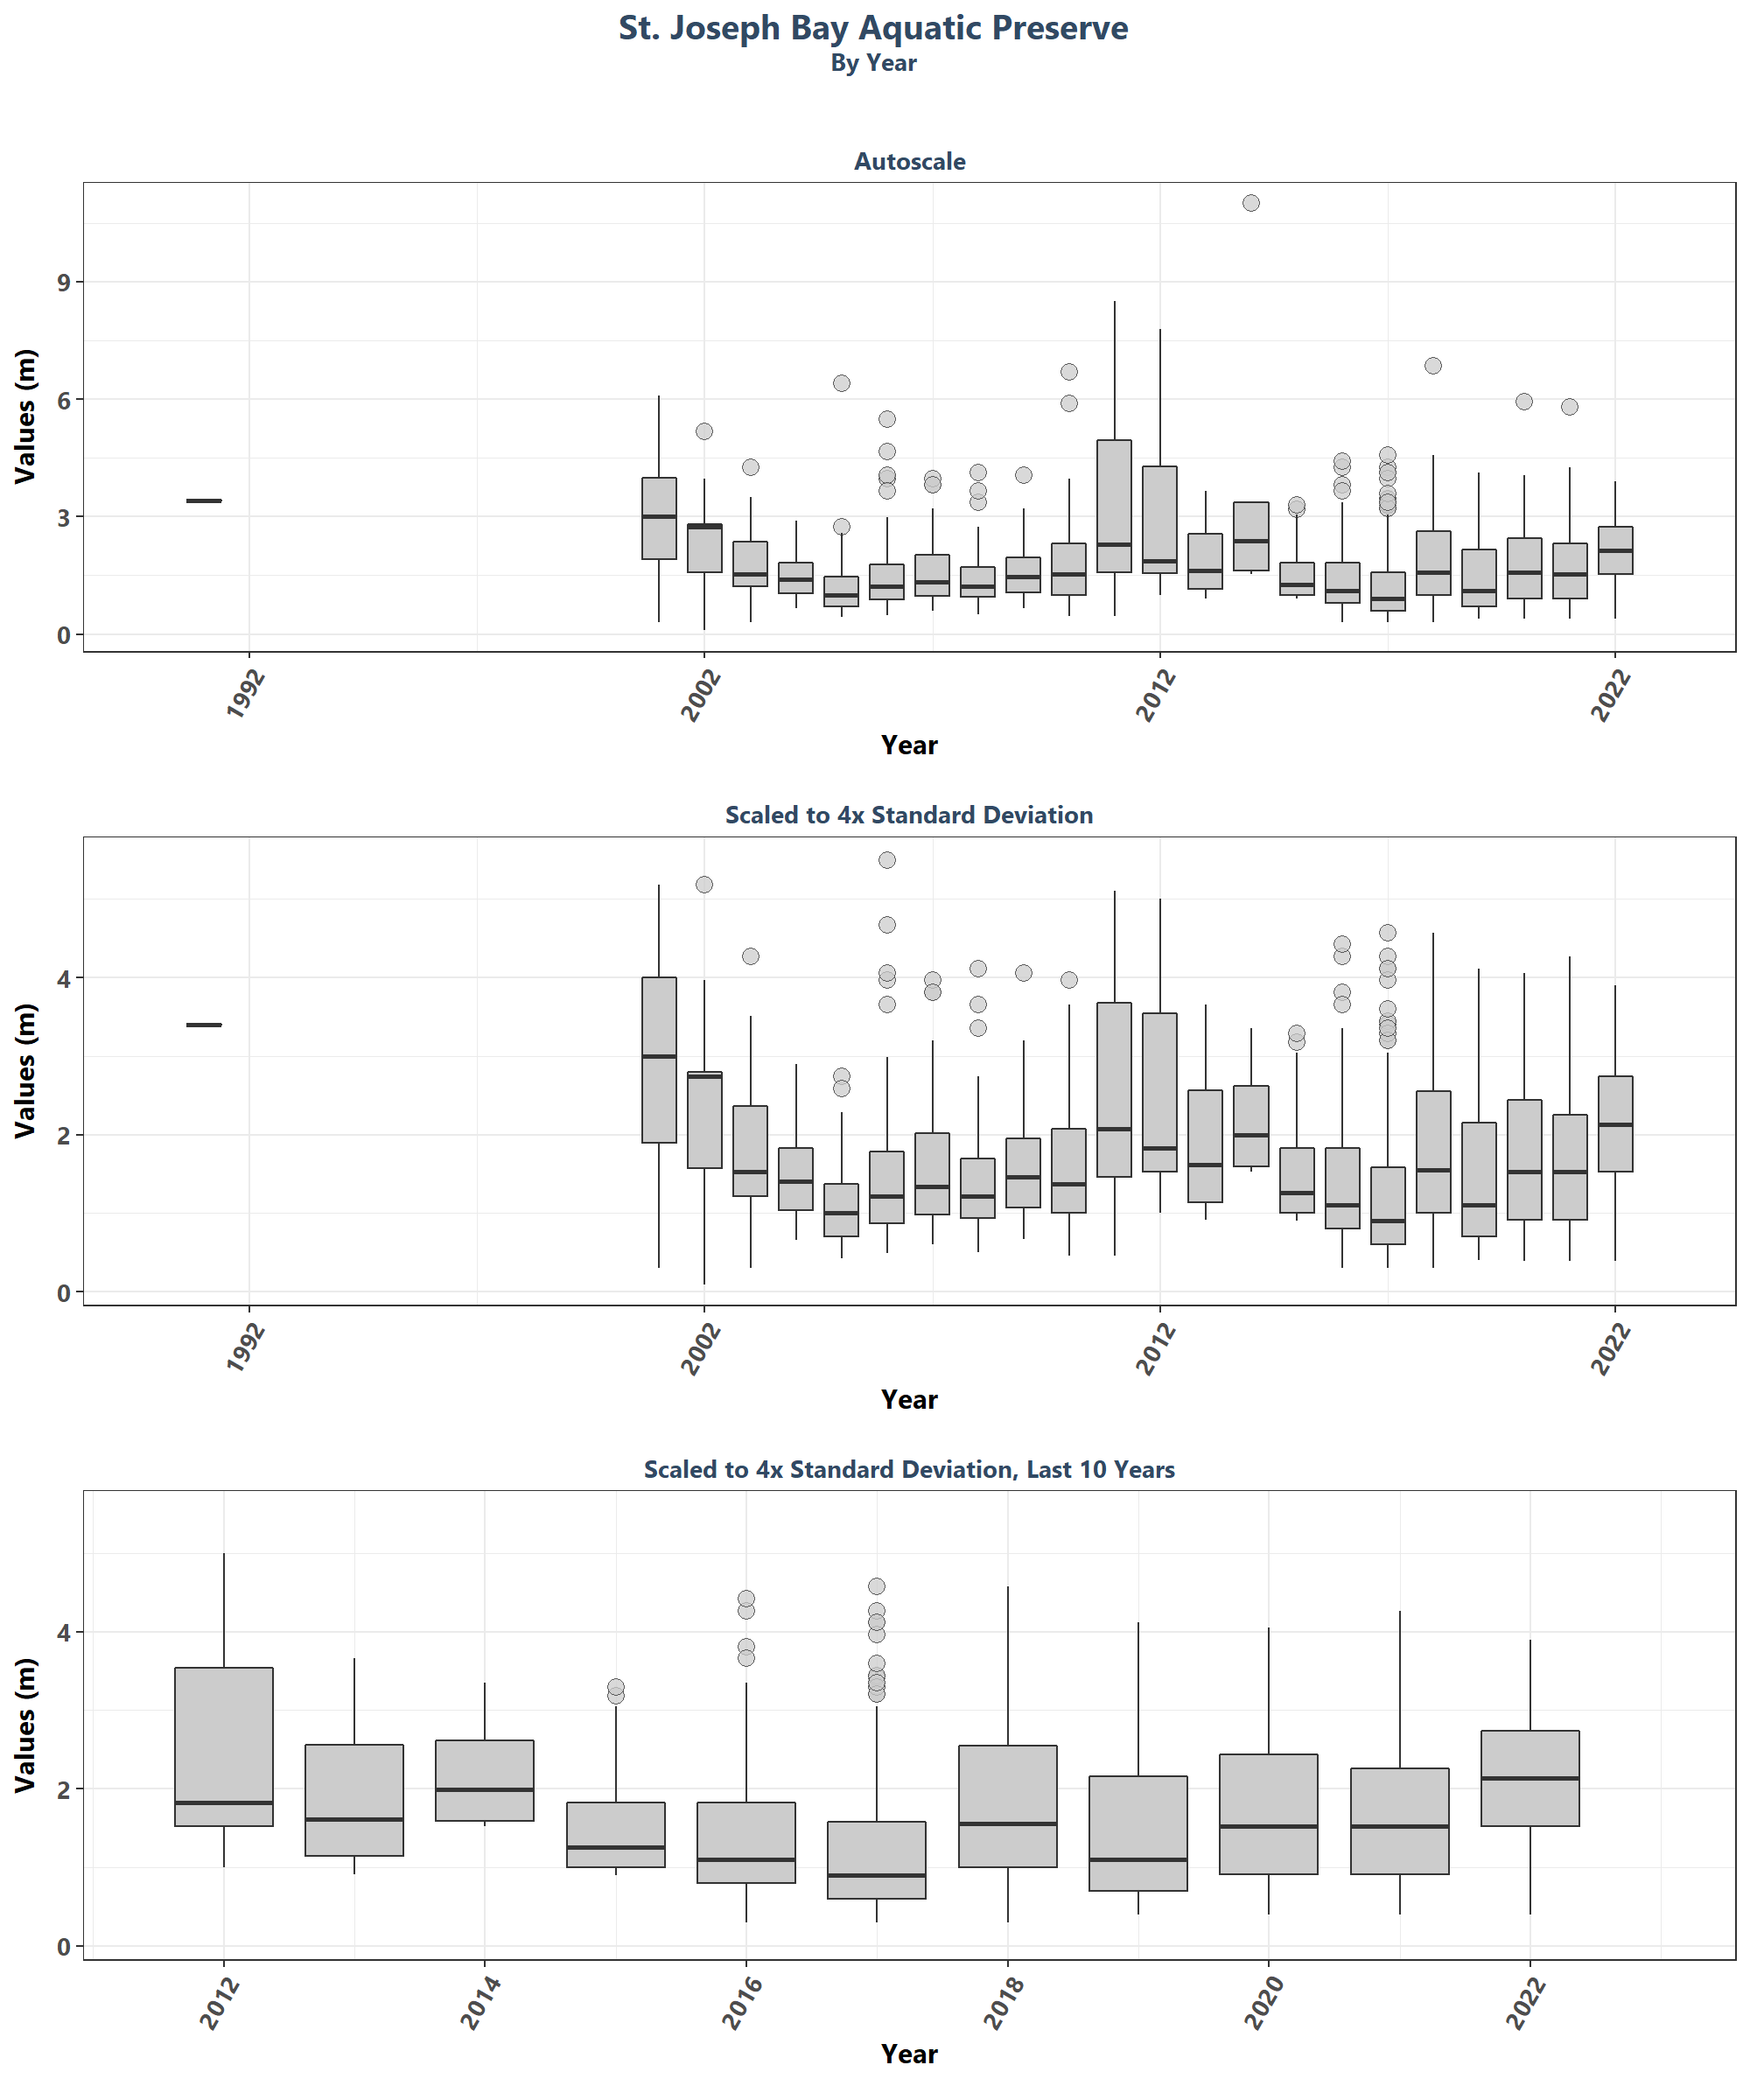 St. Joseph Bay Aquatic Preserve
By Year
Autoscale
Values (m)
9
6
3
0
1992
2002
2012
2022
Year
Scaled to 4x Standard Deviation
Values (m)
4
2
0
1992
2002
2012
2022
Year
Scaled to 4x Standard Deviation, Last 10 Years
Values (m)
4
2
0
2012
2014
2016
2018
2020
2022
Year